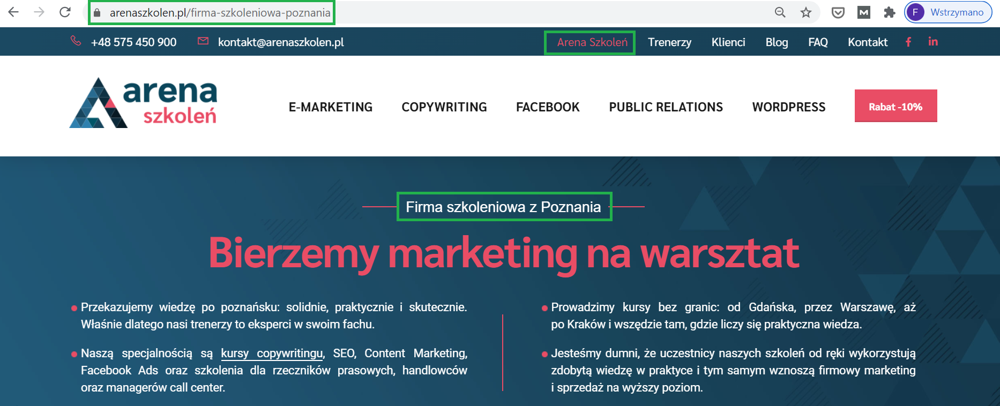 arenaszkolen.pl/firma-szkoleniowa-poznania
F Wstrzymano
+48 575 450 900 kontakt@arenaszkolen.pl Arena Szkoleń Trenerzy Klienci Blog FAQ Kontakt f in
arena
szkoleń
E-MARKETING COPYWRITING FACEBOOK PUBLIC RELATIONS WORDPRESS Rabat -10%
Firma szkoleniowa z Poznania
Bierzemy marketing na warsztat
Przekazujemy wiedzę po poznańsku: solidnie, praktycznie i skutecznie.
Właśnie dlatego nasi trenerzy to eksperci w swoim fachu.
Naszą specjalnością są kursy copywritingu, SEO, Content Marketing,
Facebook Ads oraz szkolenia dla rzeczników prasowych, handlowców
oraz managerów call center.
Prowadzimy kursy bez granic: od Gdańska, przez Warszawę, aż
po Kraków i wszędzie tam, gdzie liczy się praktyczna wiedza.
Jesteśmy dumni, że uczestnicy naszych szkoleń od ręki wykorzystują
zdobytą wiedzę w praktyce i tym samym wznoszą firmowy marketing
i sprzedaż na wyższy poziom.